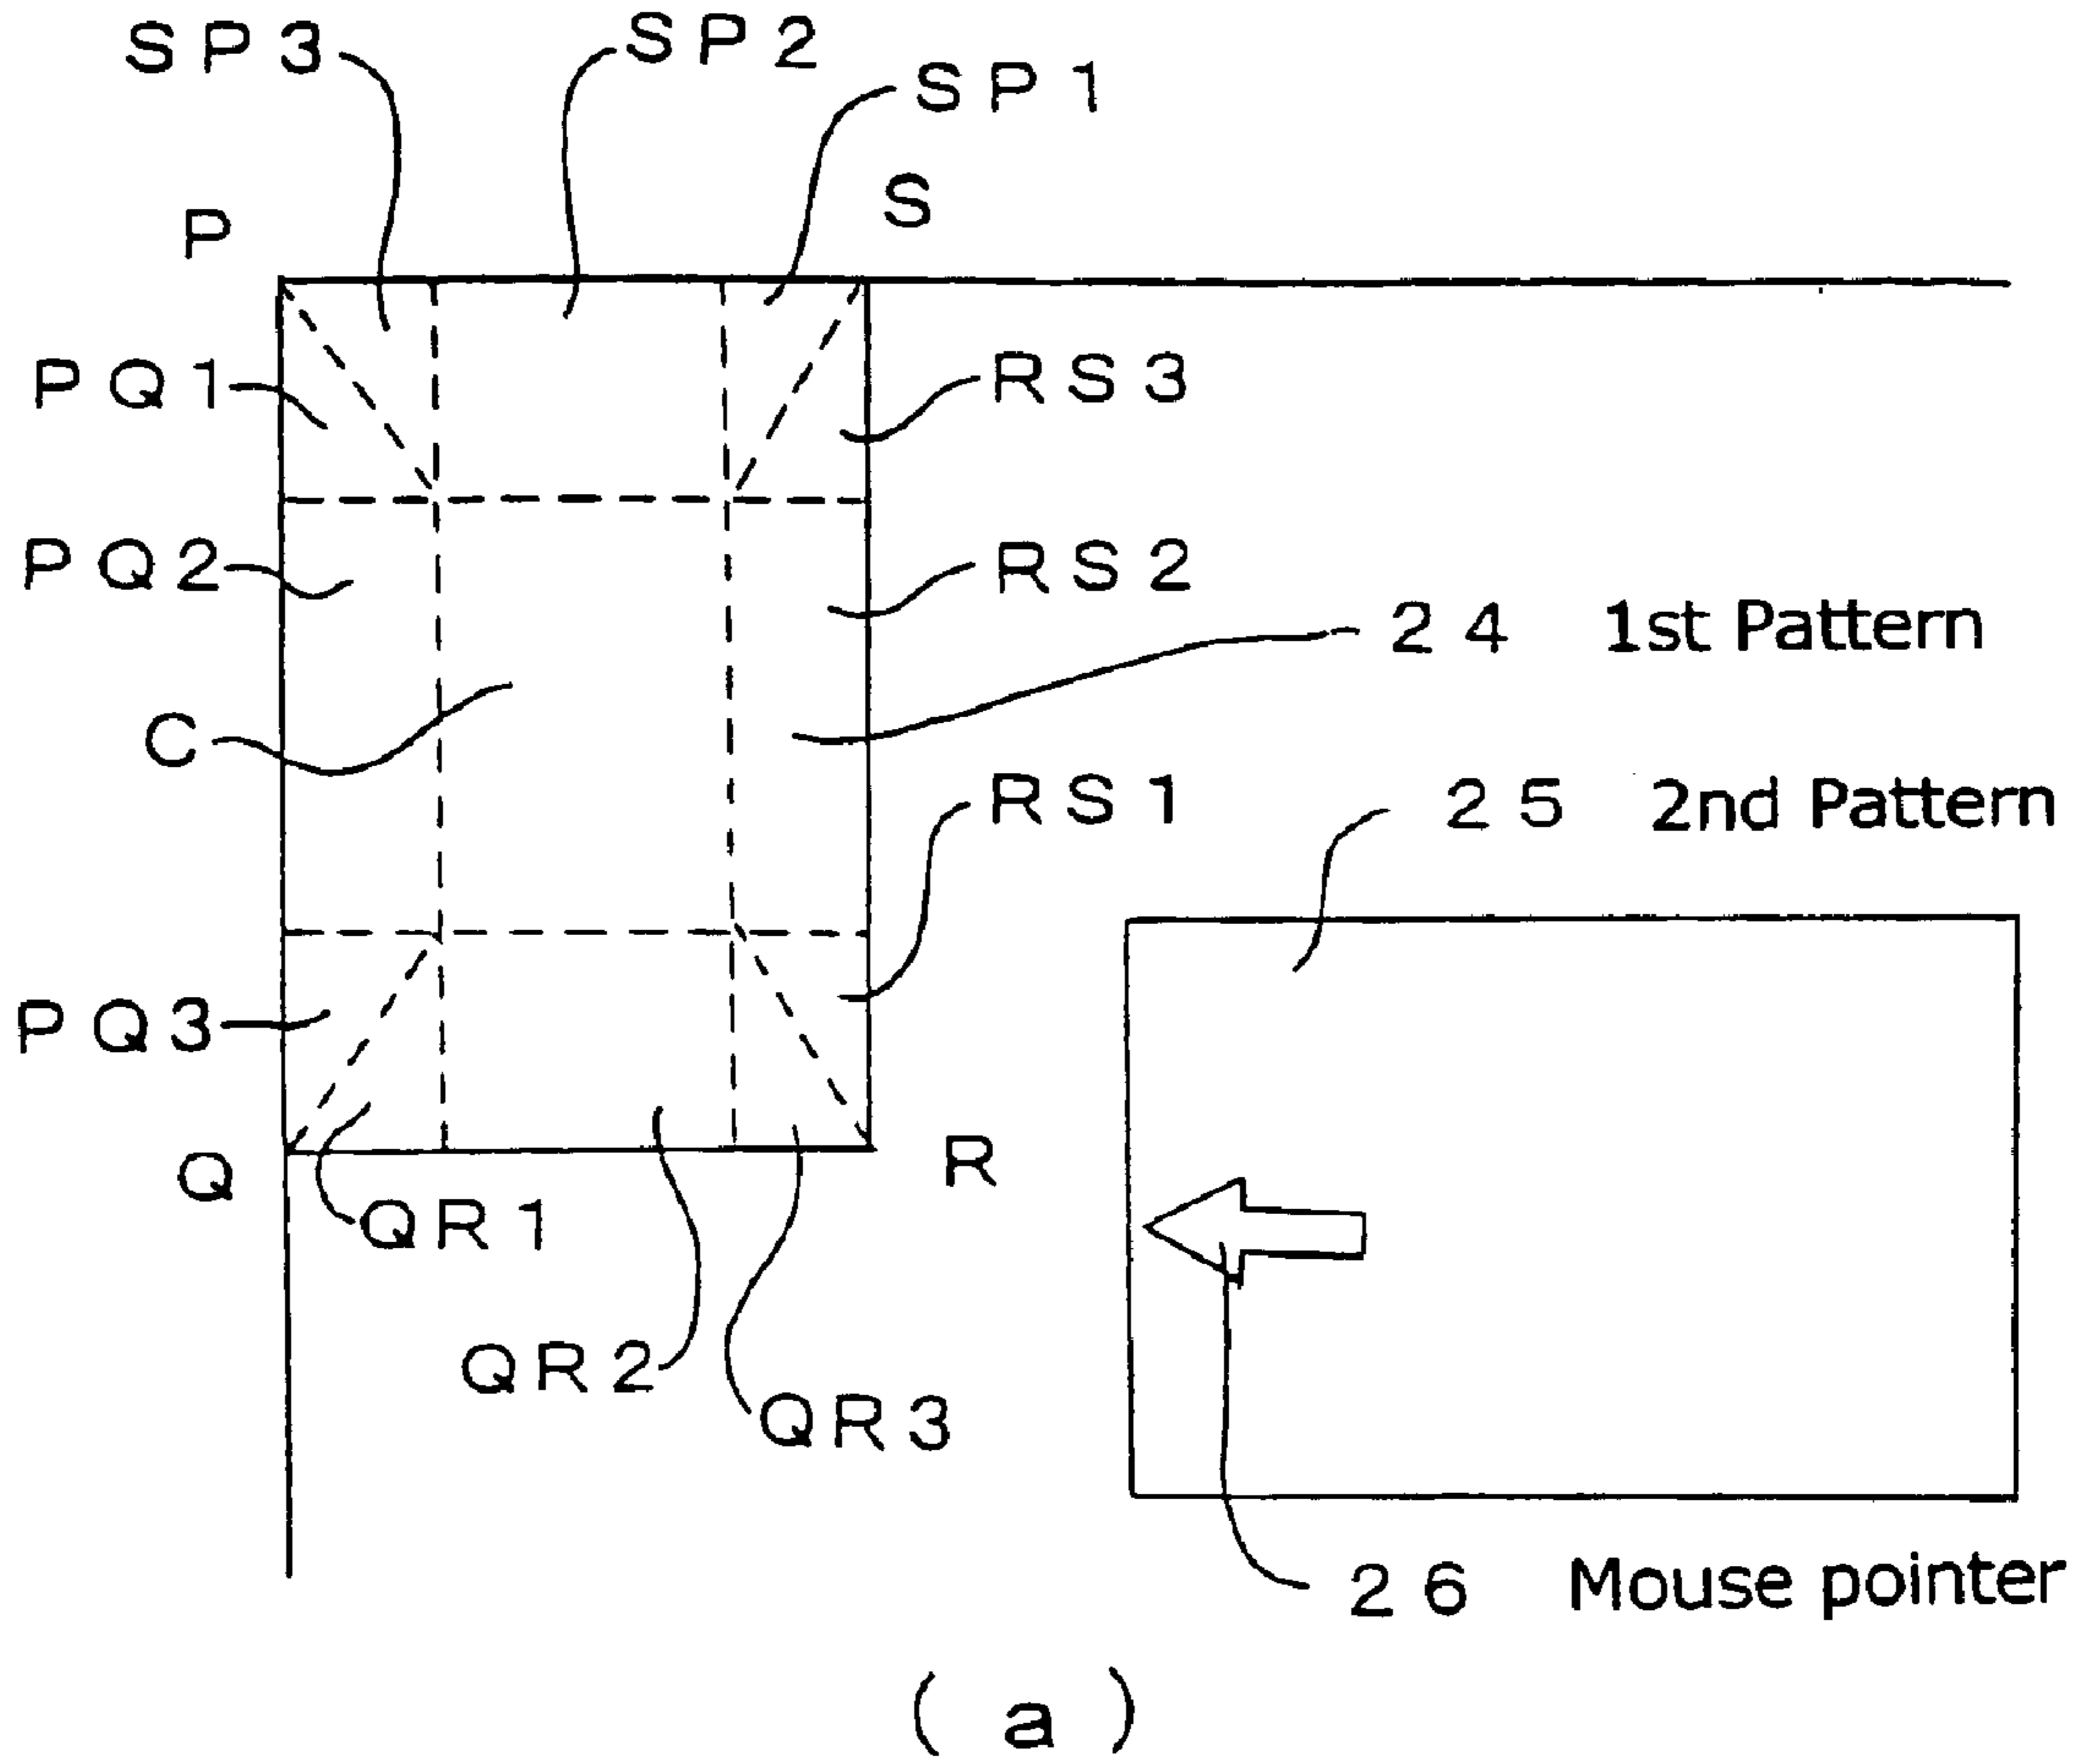 SP3
SP2
SP1
S
P
PQ1
RS3
PQ2
RS2
24 1st Pattern
C
RS1
25 2nd Pattern
PQ3
Q
R
QR1
QR2
QR3
26 Mouse pointer
(a)